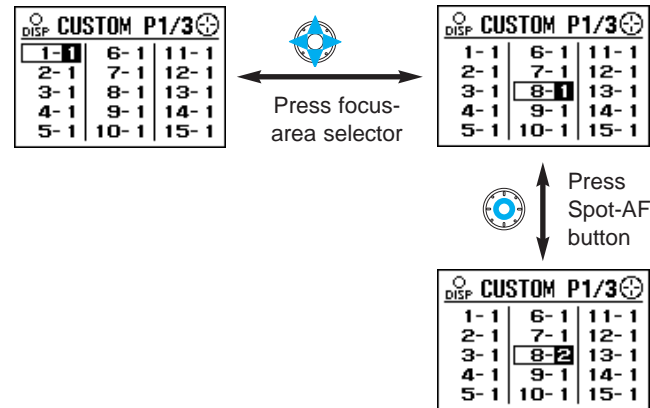 DISP CUSTOM P1/3
1-1 6-1 11-1
2-1 7-1 12-1
3-1 8-1 13-1
4-1 9-1 14-1
5-1 10-1 15-1
Press focus-
area selector
DISP CUSTOM P1/3
1-1 6-1 11-1
2-1 7-1 12-1
3-1 8-1 13-1
4-1 9-1 14-1
5-1 10-1 15-1
Press
Spot-AF
button
DISP CUSTOM P1/3
1-1 6-1 11-1
2-1 7-1 12-1
3-1 8-2 13-1
4-1 9-1 14-1
5-1 10-1 15-1